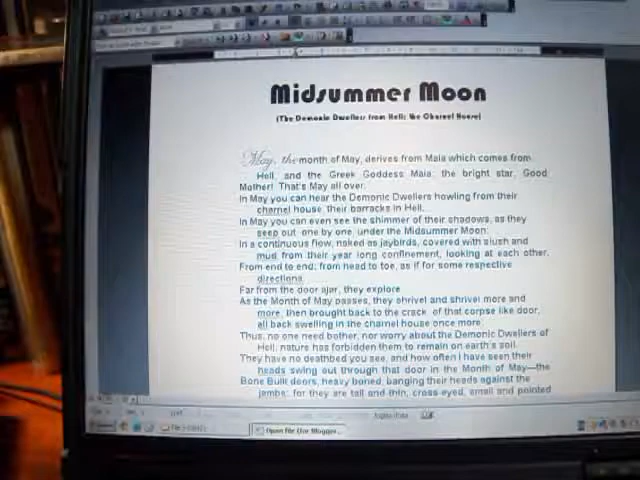 Midsummer Moon
(The Demonic Dwellers from Hell: the Charnel House)
May, the month of May, derives from Maia which comes from
Hell, and the Greek Goddess Maia: the bright star, Good
Mother! That's May all over.
In May you can hear the Demonic Dwellers howling from their
charnel house, their barracks in Hell.
In May you can even see the shimmer of their shadows, as they
seep out one by one, under the Midsummer Moon:
In a continuous flow, naked as jaybirds, covered with slush and
mud from their year long confinement, looking at each other.
From end to end: from head to toe, as if for some respective
directions.
Far from the door ajar, they explore
As the Month of May passes, they shrivel and shrivel more and
more, then brought back to the crack of that corpse like door,
all back swelling in the charnel house once more.
Thus, no one need bother, nor worry about the Demonic Dwellers of
Hell; nature has forbidden them to remain on earth's soil.
They have no deathbed you see, and how often I have seen their
heads swing out through that door in the Month of May—the
Bone Built doors, heavy boned, banging their heads against the
jambs: for they are tall and thin, cross-eyed, small and pointed
Open File (for Blogger...